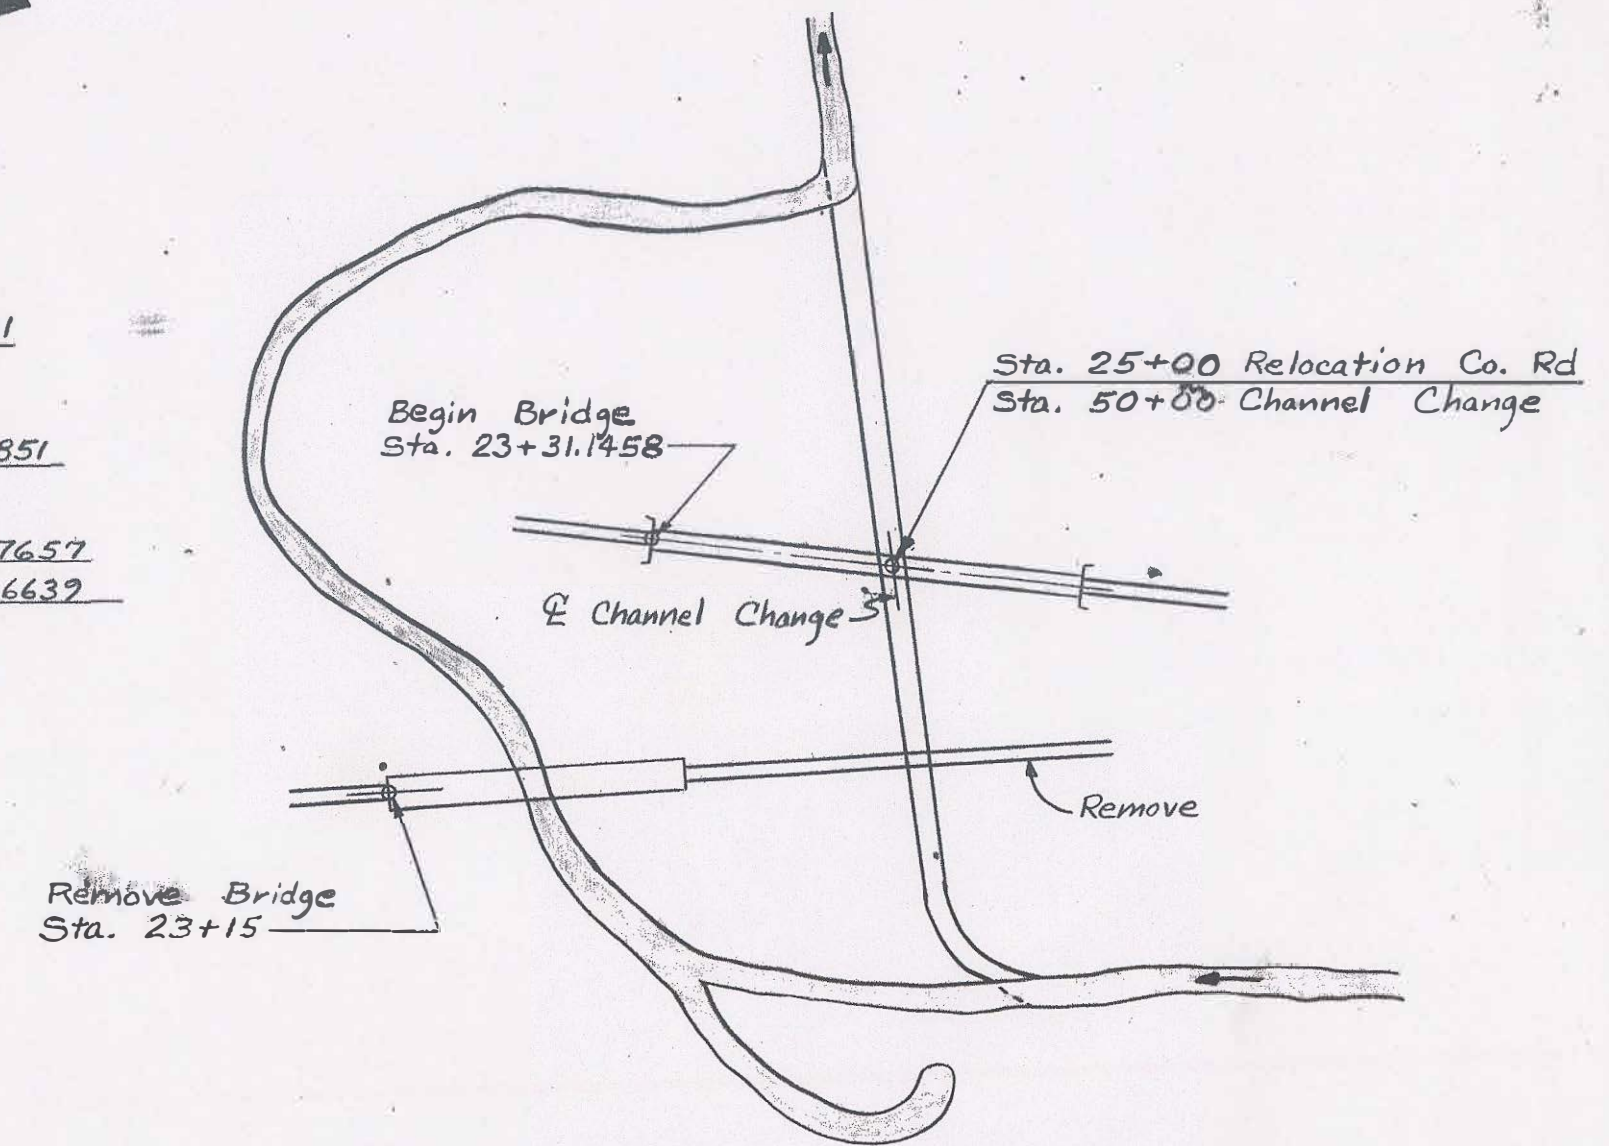 1
851
7657
6639
Begin Bridge
Sta. 23+31.1458
Sta. 25+00 Relocation Co. Rd
Sta. 50+00 Channel Change
℄ Channel Change
Remove
Remove Bridge
Sta. 23+15